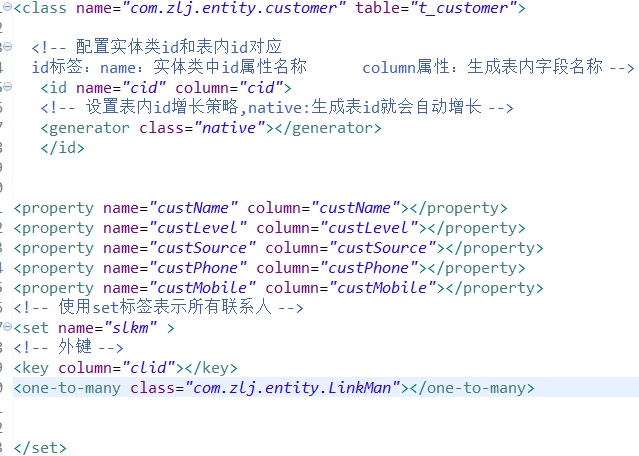 <class name="com.zlj.entity.customer" table="t_customer">
<!-- 配置实体类id和表内id对应
id标签：name：实体类中id属性名称 column属性：生成表内字段名称 -->
<id name="cid" column="cid">
<!-- 设置表内id增长策略,native:生成表id就会自动增长 -->
<generator class="native"></generator>
</id>
<property name="custName" column="custName"></property>
<property name="custLevel" column="custLevel"></property>
<property name="custSource" column="custSource"></property>
<property name="custPhone" column="custPhone"></property>
<property name="custMobile" column="custMobile"></property>
<!-- 使用set标签表示所有联系人 -->
<set name="slkm" >
<!-- 外键 -->
<key column="clid"></key>
<one-to-many class="com.zlj.entity.LinkMan"></one-to-many>
</set>